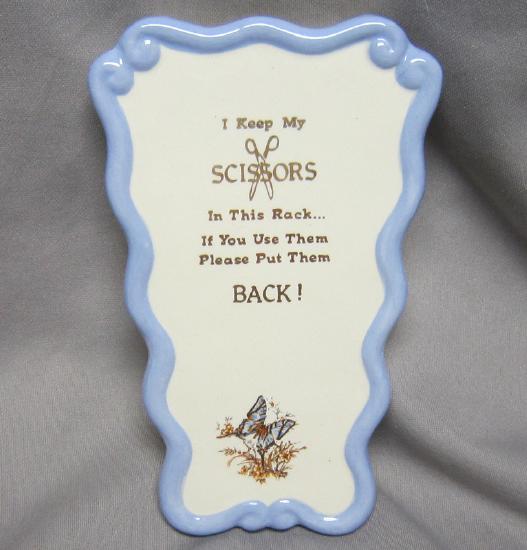 I Keep My
SCISSORS
In This Rack...
If You Use Them
Please Put Them
BACK!